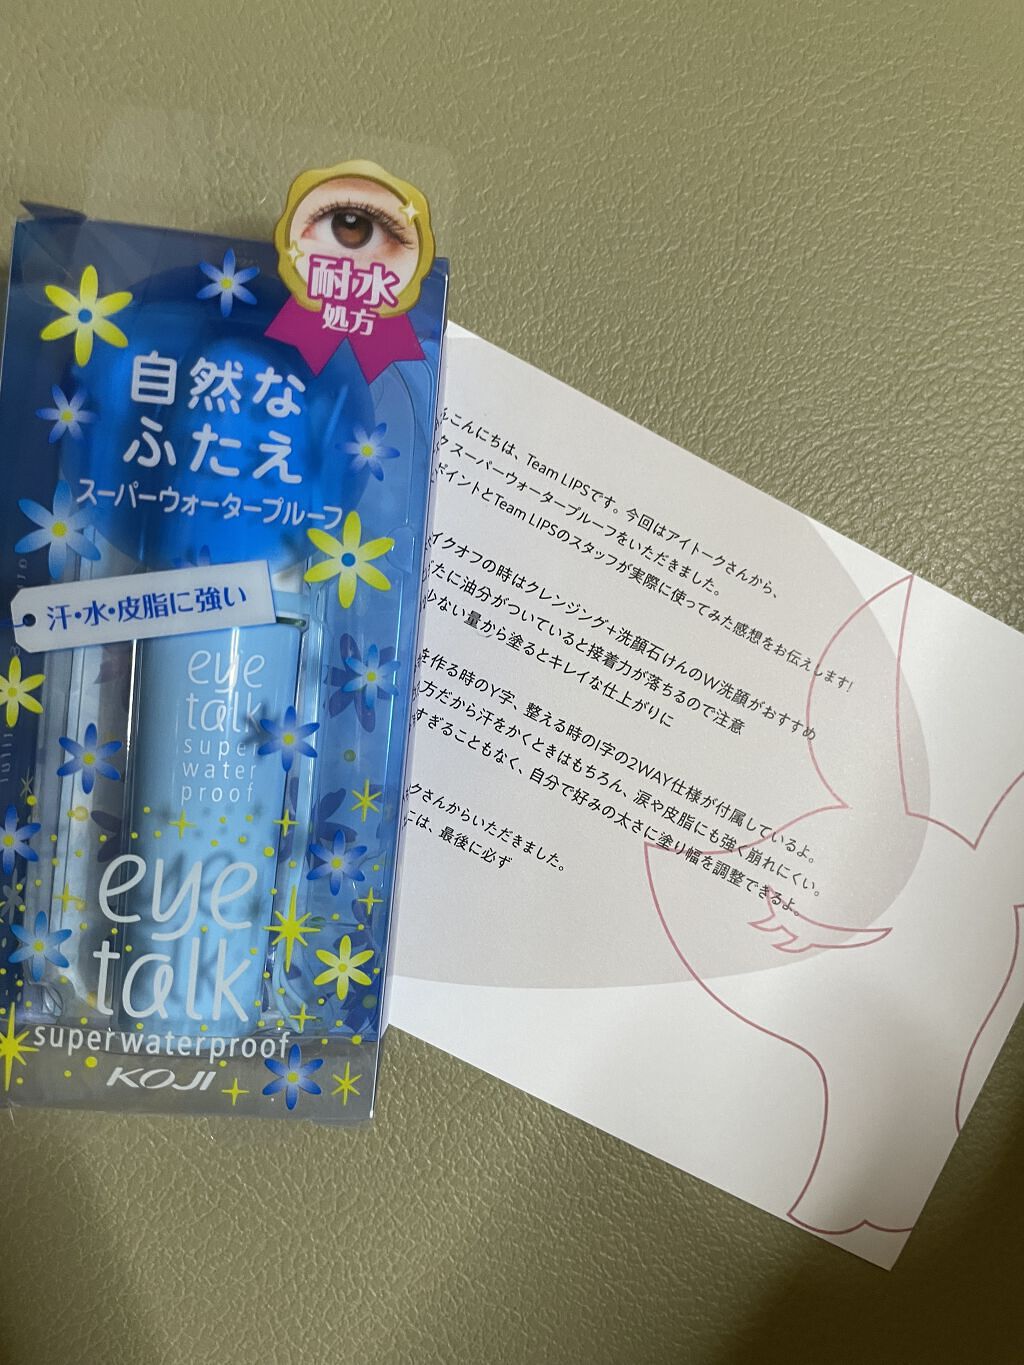 耐水
処方
自然な
ふたえ
スーパーウォータープルーフ
汗・水・皮脂に強い
eye
talk
super
water
proof
eye
talk
superwaterproof
KOJI
こんにちは、Team LIPSです。今回はアイトークさんから、
ク スーパーウォータープルーフをいただきました。
ポイントとTeam LIPSのスタッフが実際に使ってみた感想をお伝えします!
イクオフの時はクレンジング+洗顔石けんのW洗顔がおすすめ
たに油分がついていると接着力が落ちるので注意
少ない量から塗るとキレイな仕上がりに
を作る時のY字、整える時のI字の2WAY仕様が付属しているよ。
方だから汗をかくときはもちろん、涙や皮脂にも強く崩れにくい。
すぎることもなく、自分で好みの太さに塗り幅を調整できるよ。
クさんからいただきました。
には、最後に必ず